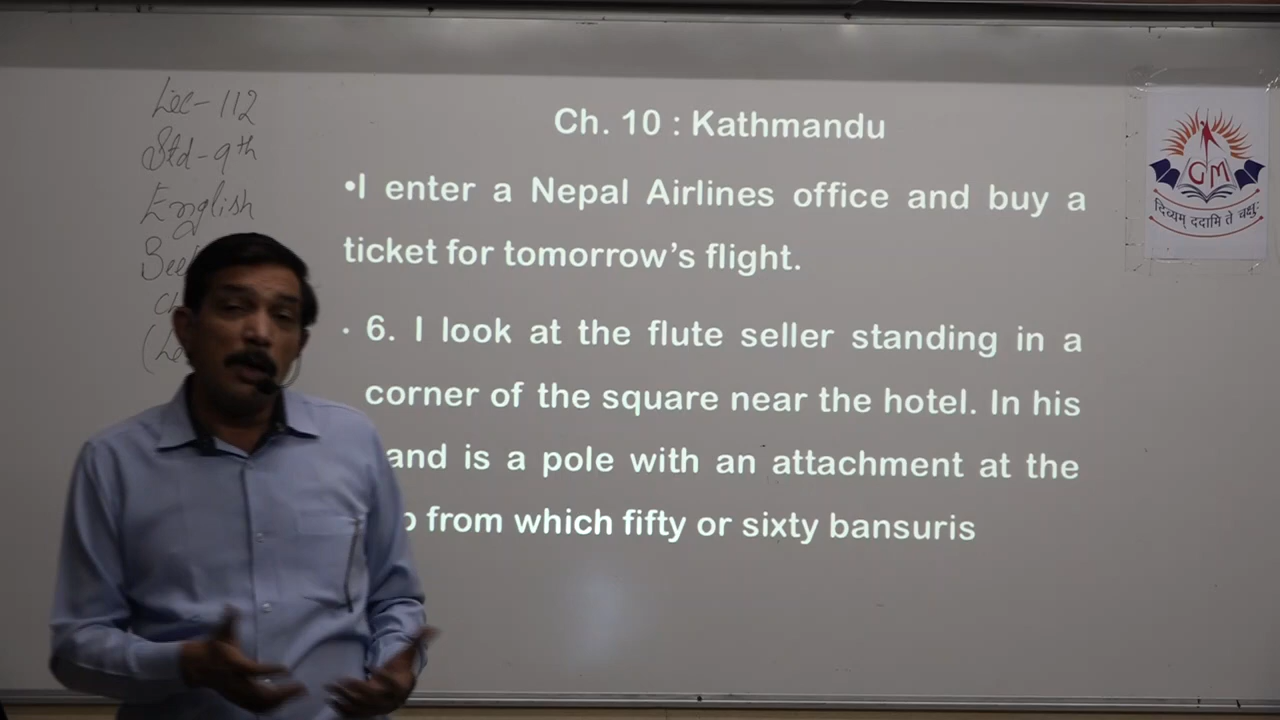 Lec-112
Std-9th
English
Ch. 10 : Kathmandu
•I enter a Nepal Airlines office and buy a
ticket for tomorrow’s flight.
· 6. I look at the flute seller standing in a
corner of the square near the hotel. In his
and is a pole with an attachment at the
p from which fifty or sixty bansuris
GM
दिव्यम् ददामि ते चक्षुः